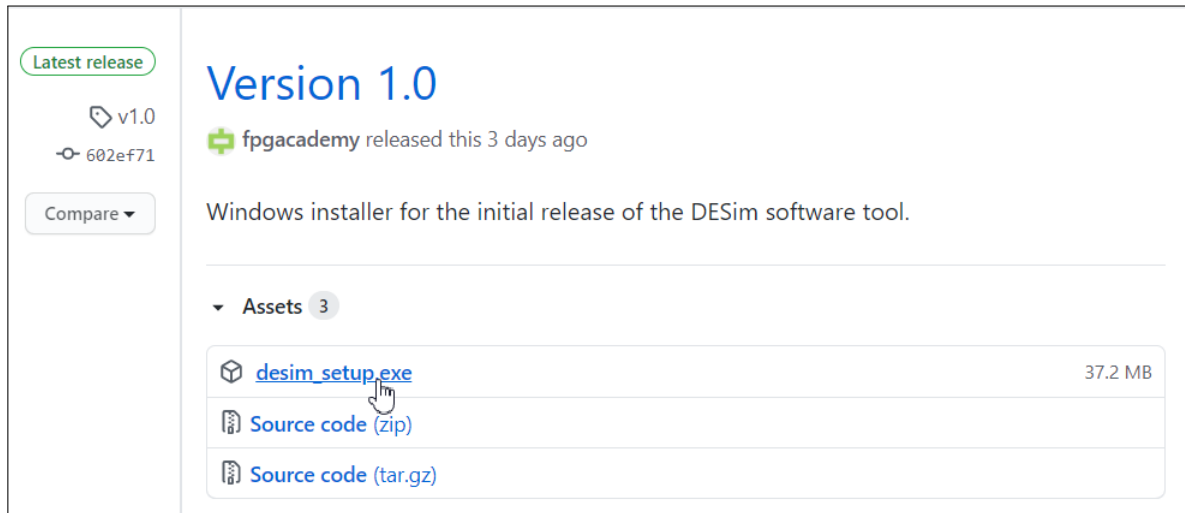 Latest release
v1.0
602ef71
Compare
Version 1.0
fpgacademy released this 3 days ago
Windows installer for the initial release of the DESim software tool.
Assets 3
desim_setup.exe 37.2 MB
Source code (zip)
Source code (tar.gz)